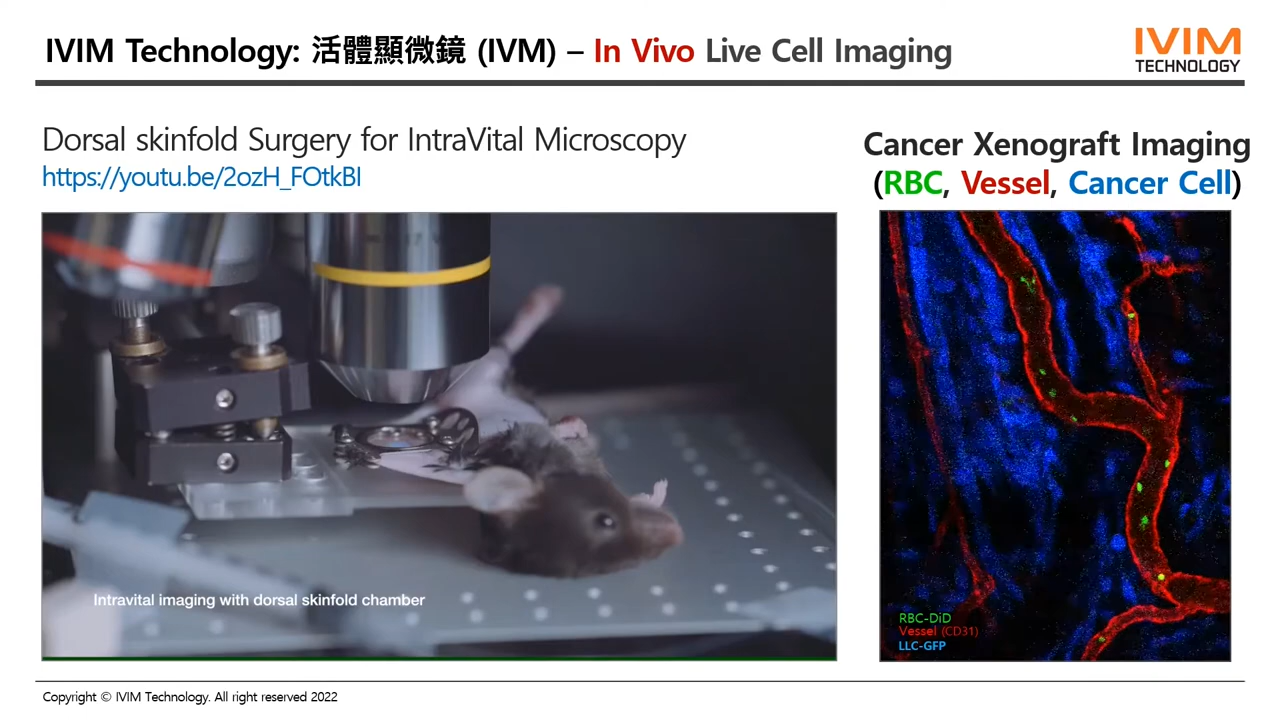 IVIM Technology: 活體顯微鏡 (IVM) – In Vivo Live Cell Imaging
IVIM
TECHNOLOGY
Dorsal skinfold Surgery for IntraVital Microscopy
https://youtu.be/2ozH_FOtkBI
Cancer Xenograft Imaging
(RBC, Vessel, Cancer Cell)
Intravital imaging with dorsal skinfold chamber
RBC-DiD
Vessel (CD31)
LLC-GFP
Copyright © IVIM Technology. All right reserved 2022